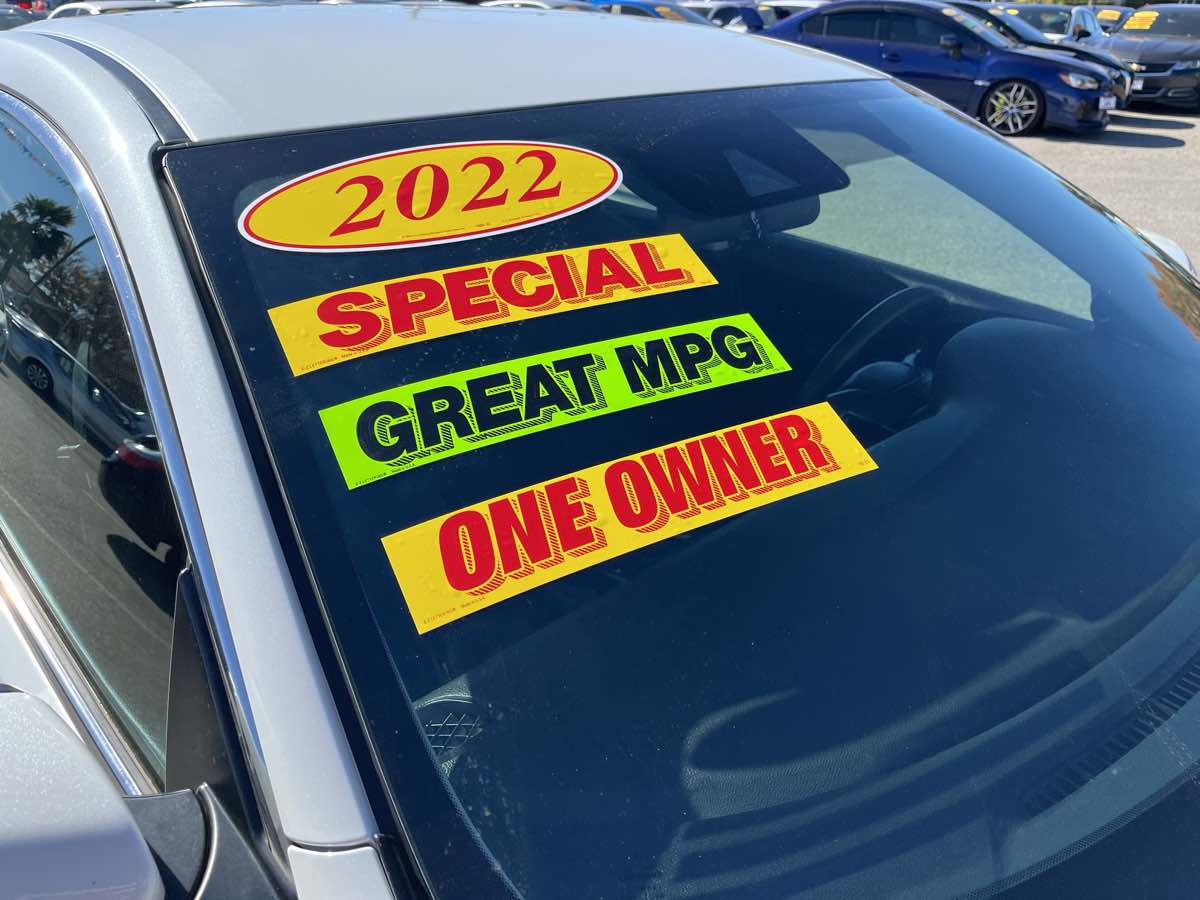 2022
SPECIAL
GREAT MPG
ONE OWNER